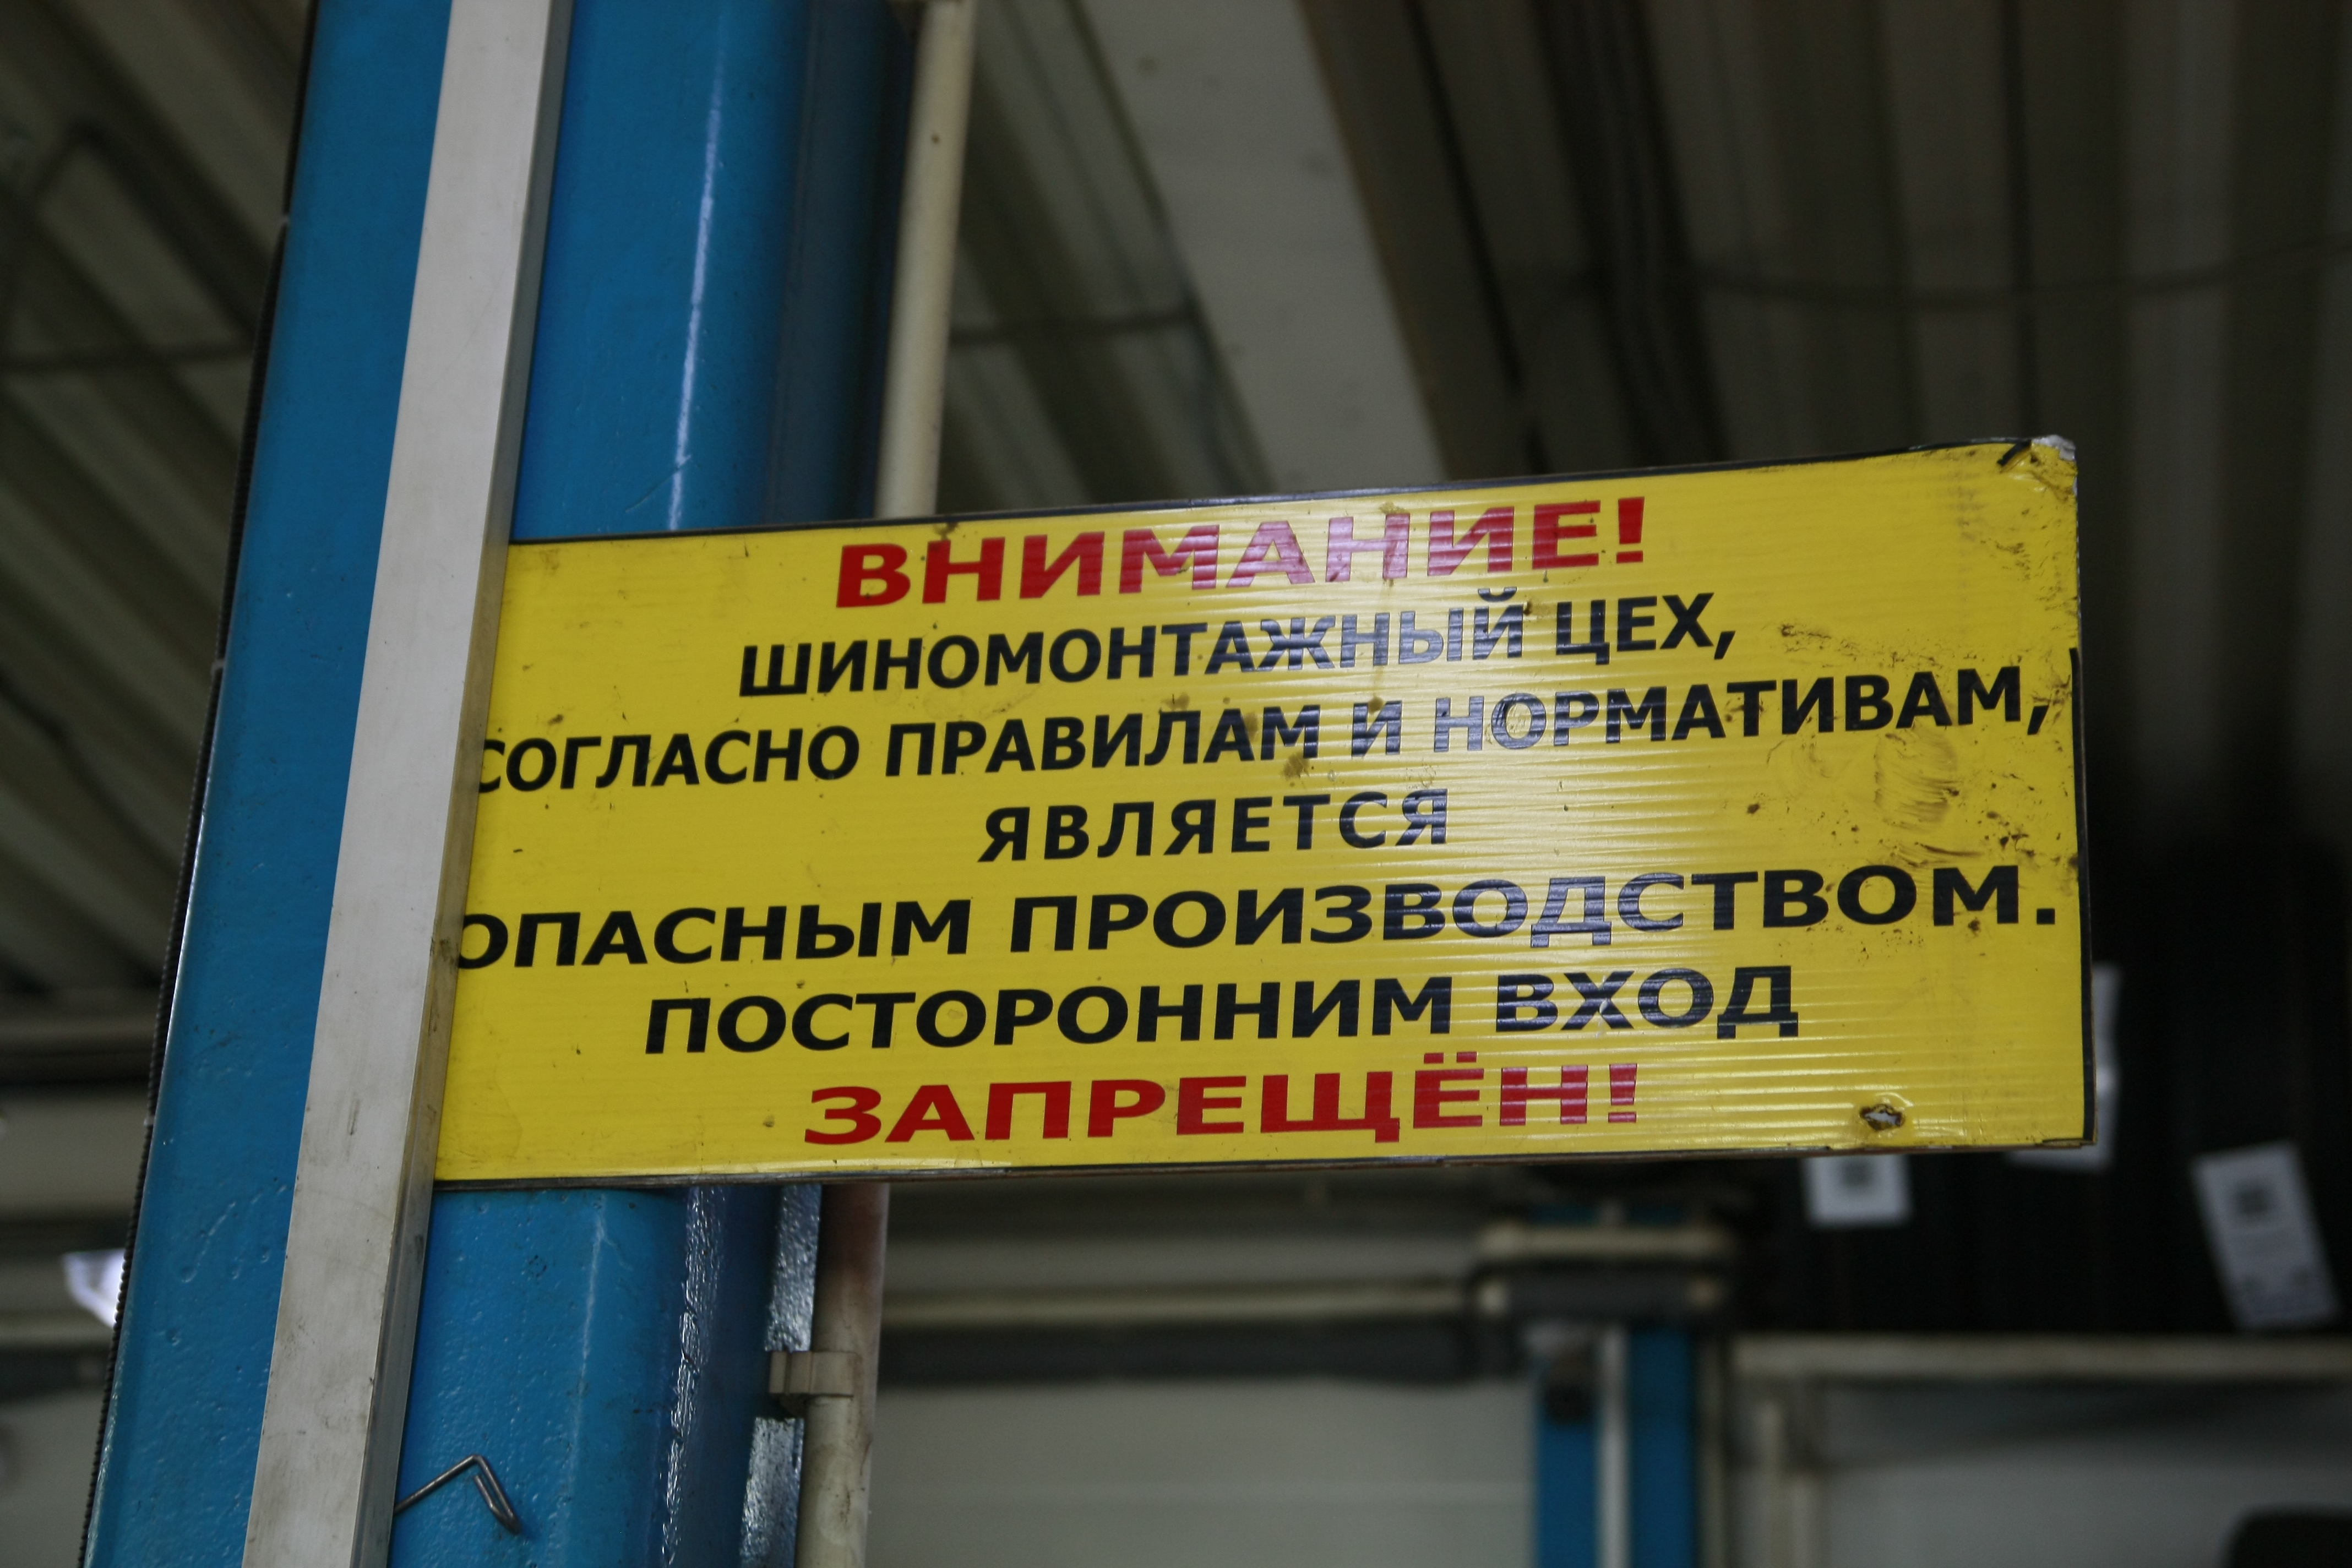 ВНИМАНИЕ!
ШИНОМОНТАЖНЫЙ ЦЕХ,
СОГЛАСНО ПРАВИЛАМ И НОРМАТИВАМ,
ЯВЛЯЕТСЯ
ОПАСНЫМ ПРОИЗВОДСТВОМ.
ПОСТОРОННИМ ВХОД
ЗАПРЕЩЁН!